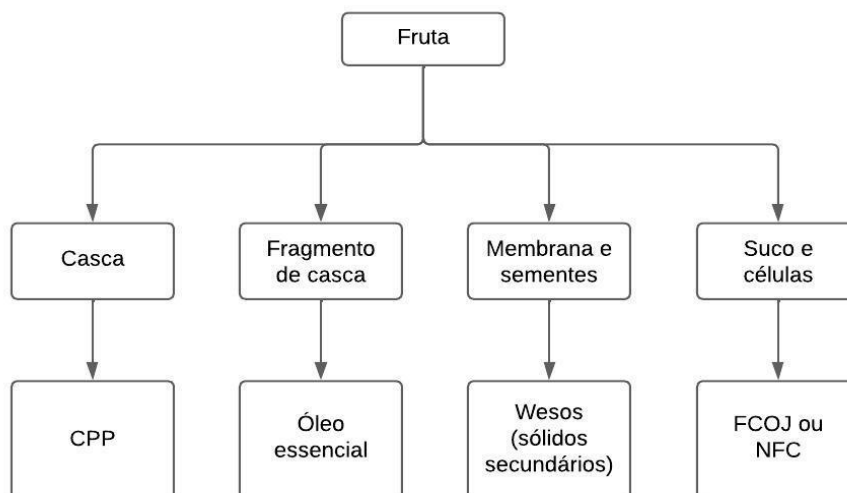 Fruta
Casca
Fragmento
de casca
Membrana e
sementes
Suco e
células
CPP
Óleo
essencial
Wesos
(sólidos
secundários)
FCOJ ou
NFC